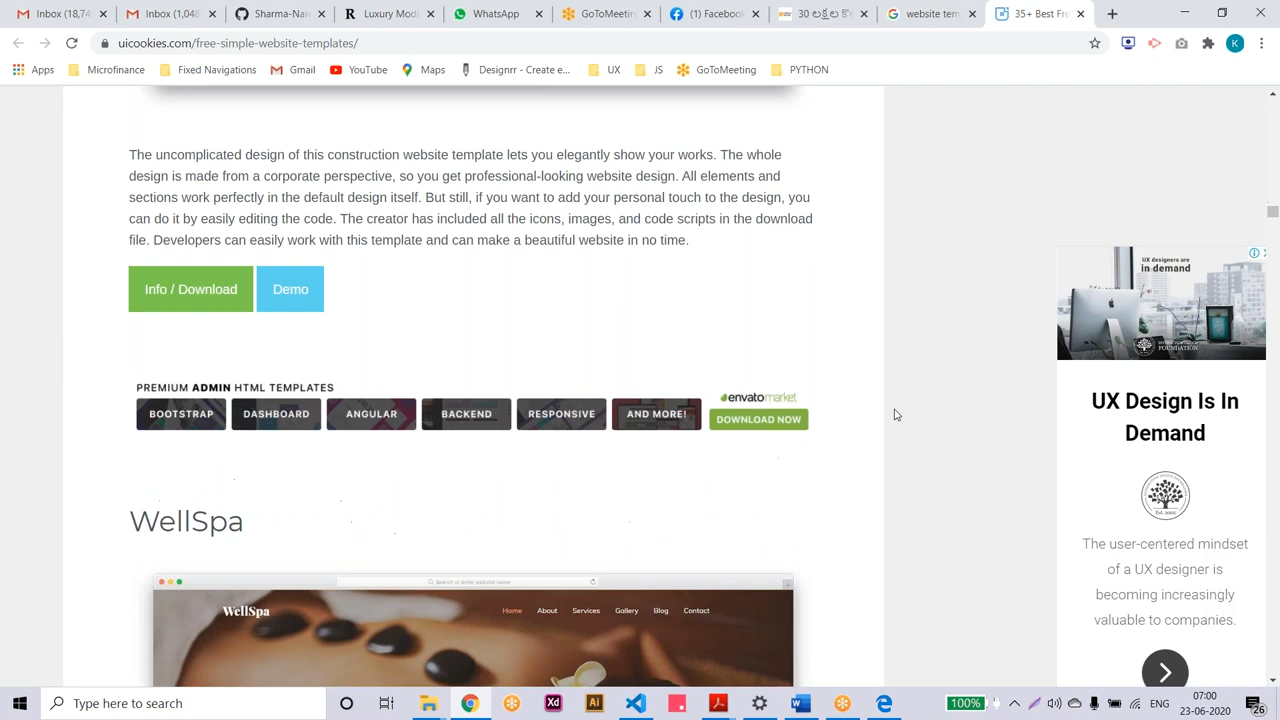 Inbox (18,74
Inbox (1,048
Sharma-Nare
Luxury Modu
WhatsApp
GoToMeeting
(1) Facebook
website tem
35+ Best Fre
uicookies.com/free-simple-website-templates/
K
Apps
Microfinance
Fixed Navigations
Gmail
YouTube
Maps
Designrr - Create e...
UX
JS
GoToMeeting
PYTHON
The uncomplicated design of this construction website template lets you elegantly show your works. The whole
design is made from a corporate perspective, so you get professional-looking website design. All elements and
sections work perfectly in the default design itself. But still, if you want to add your personal touch to the design, you
can do it by easily editing the code. The creator has included all the icons, images, and code scripts in the download
file. Developers can easily work with this template and can make a beautiful website in no time.
Info / Download
Demo
PREMIUM ADMIN HTML TEMPLATES
BOOTSTRAP
DASHBOARD
ANGULAR
BACKEND
RESPONSIVE
AND MORE!
envatomarket
DOWNLOAD NOW
WellSpa
Search or enter website name
WellSpa
Home
About
Services
Gallery
Blog
Contact
UX designers are
in demand
FOUNDATION
UX Design Is In
Demand
Est. 2002
The user-centered mindset
of a UX designer is
becoming increasingly
valuable to companies.
Type here to search
Xd
Ai
100%
ENG
07:00
23-06-2020
26